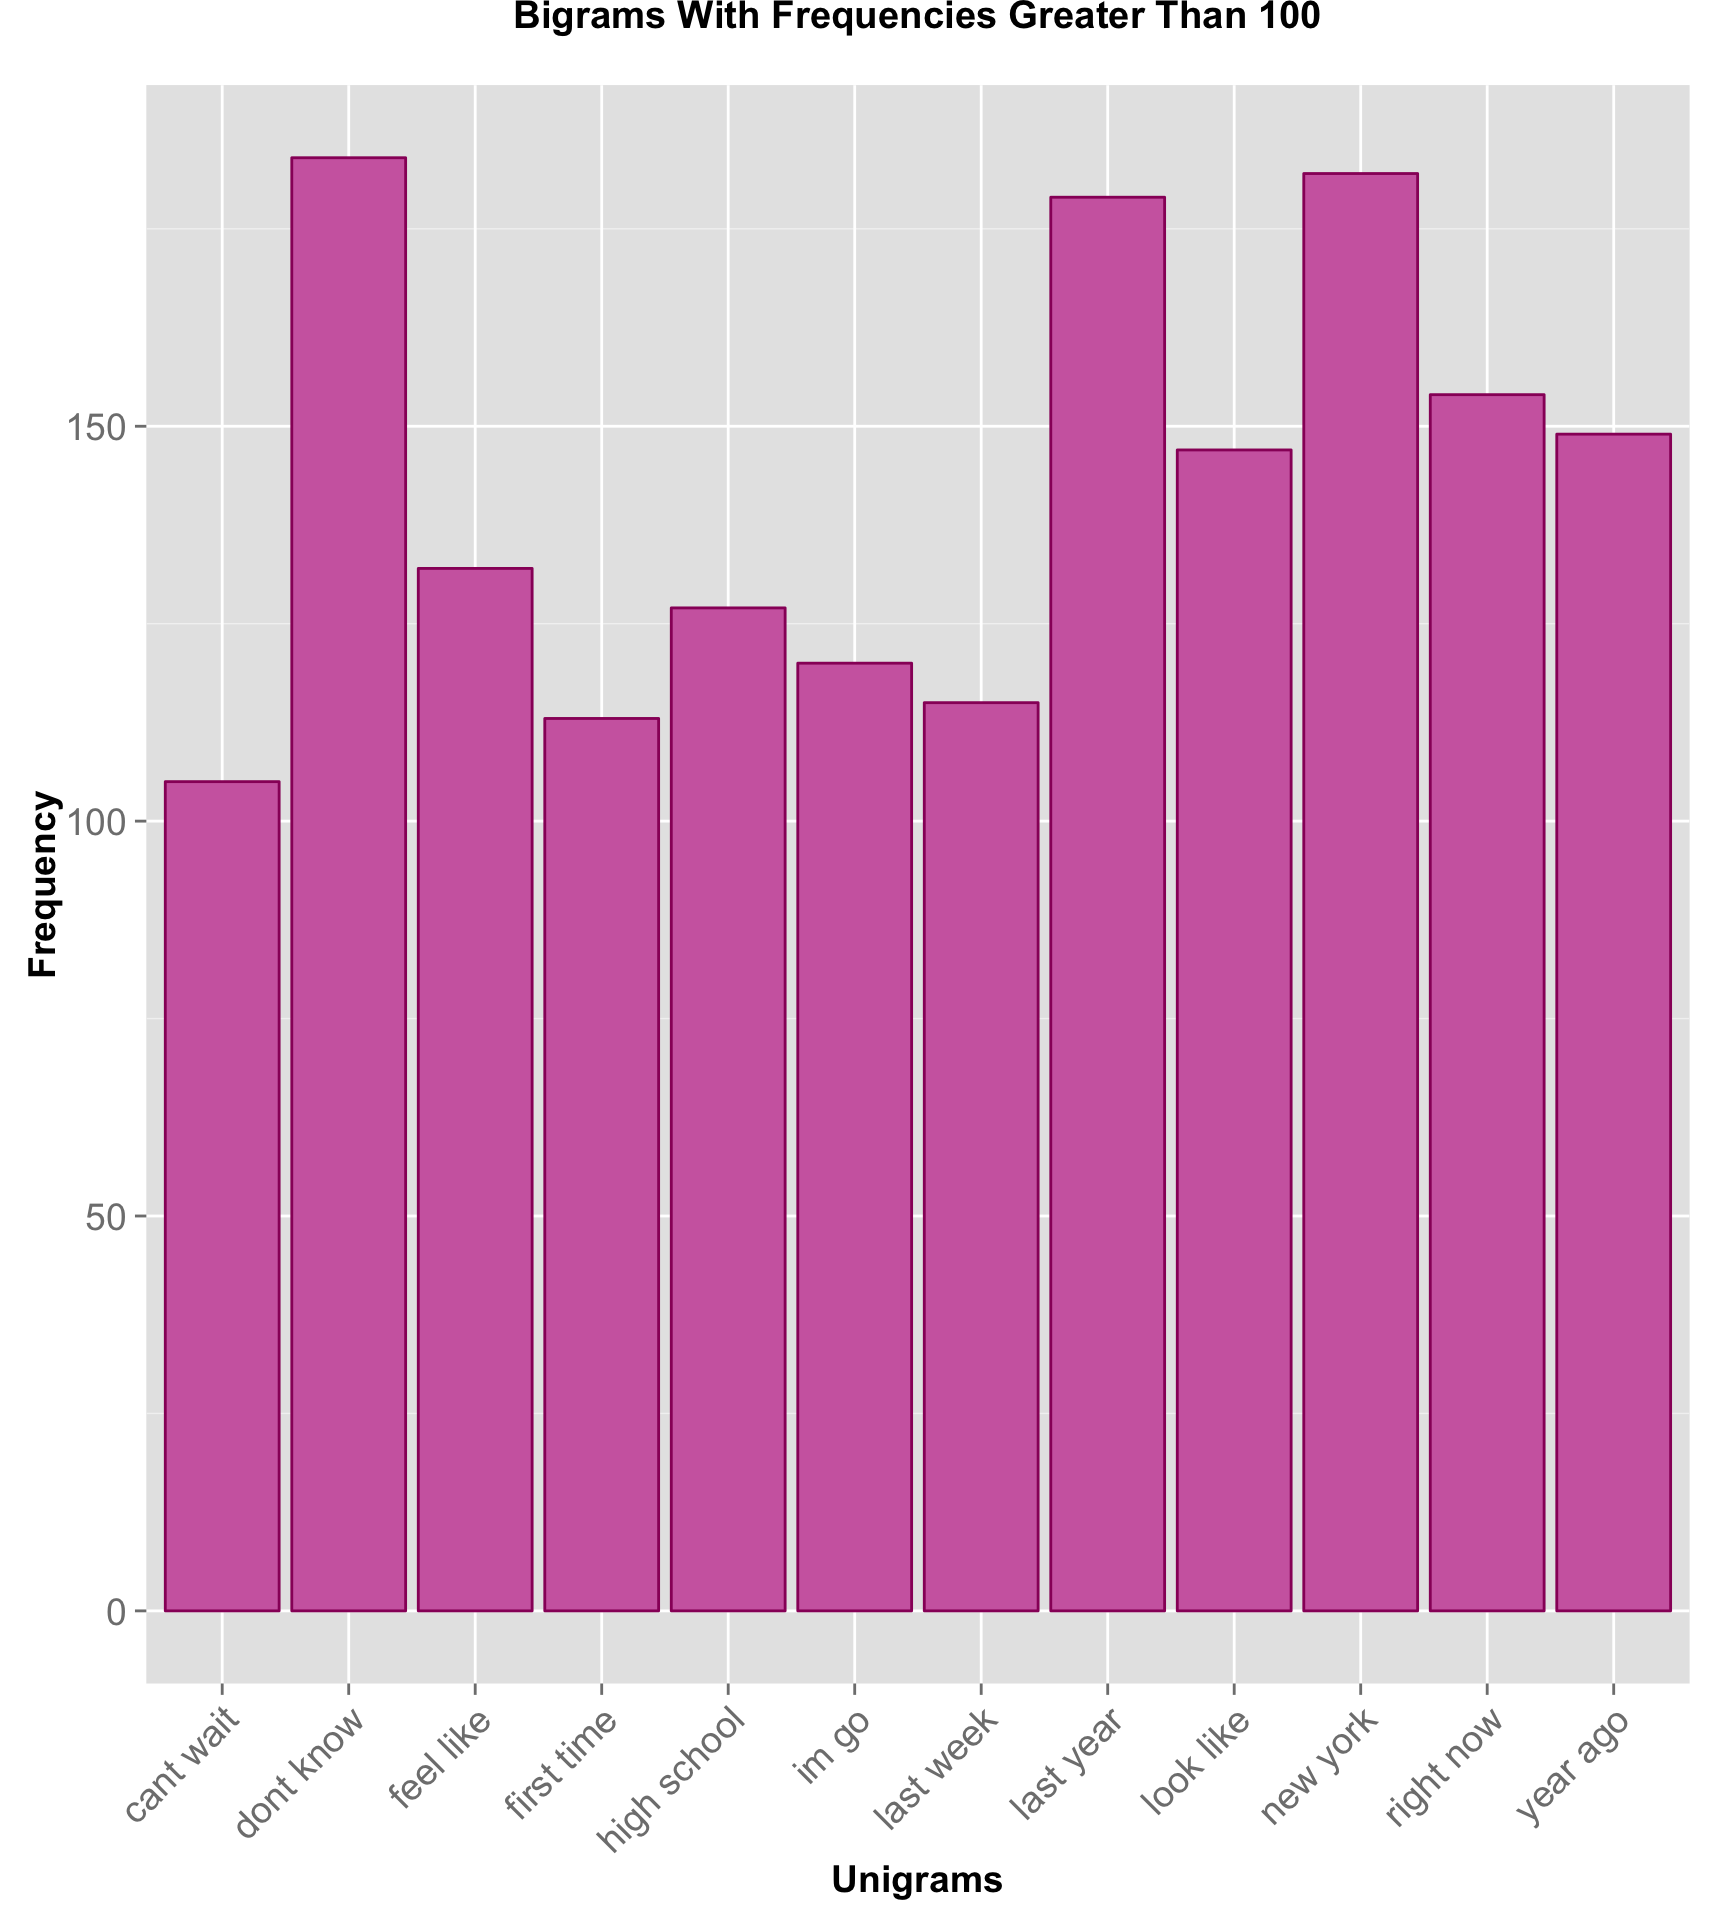 Bigrams With Frequencies Greater Than 100
Frequency
150
100
50
0
cant wait
dont know
feel like
first time
high school
im go
last week
last year
look like
new york
right now
year ago
Unigrams